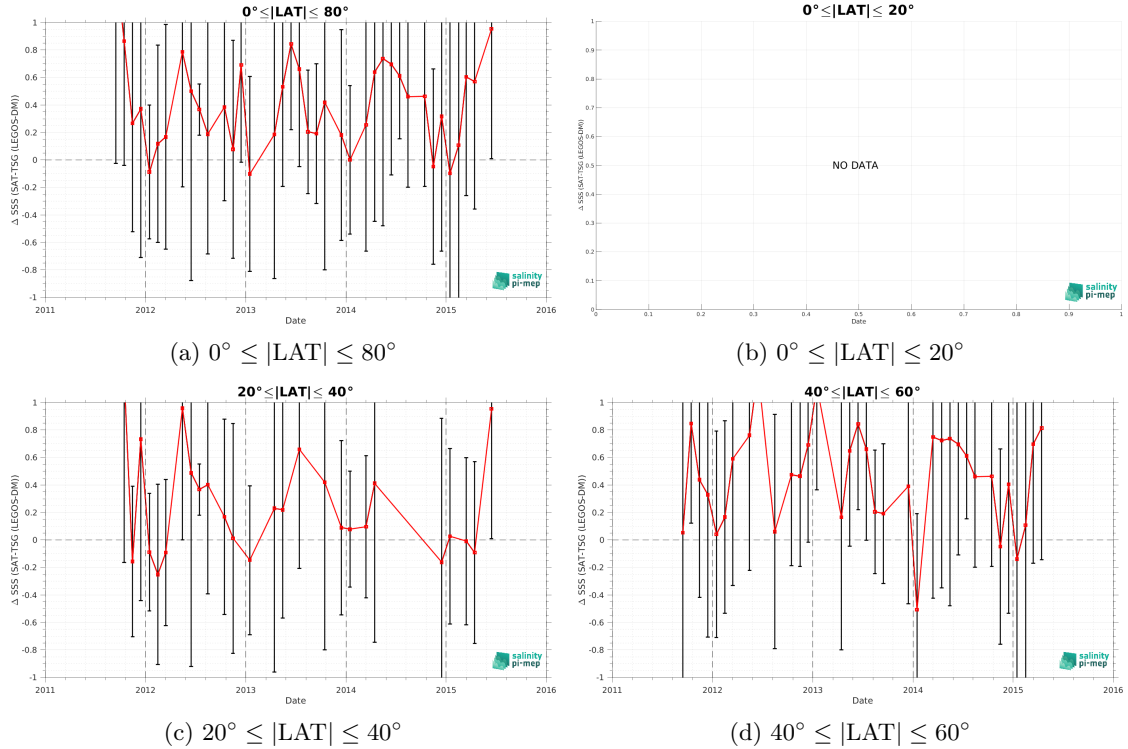 0°≤|LAT|≤ 80°
Δ SSS (SAT-TSG (LEGOS-DM))
1
0.8
0.6
0.4
0.2
0
-0.2
-0.4
-0.6
-0.8
-1
2011 2012 2013 2014 2015 2016
Date
salinity
pi-mep
(a) 0° ≤ |LAT| ≤ 80°
0°≤|LAT|≤ 20°
Δ SSS (SAT-TSG (LEGOS-DM))
1
0.9
0.8
0.7
0.6
0.5
0.4
0.3
0.2
0.1
0
NO DATA
0 0.1 0.2 0.3 0.4 0.5 0.6 0.7 0.8 0.9 1
Date
salinity
pi-mep
(b) 0° ≤ |LAT| ≤ 20°
20°≤|LAT|≤ 40°
Δ SSS (SAT-TSG (LEGOS-DM))
1
0.8
0.6
0.4
0.2
0
-0.2
-0.4
-0.6
-0.8
-1
2011 2012 2013 2014 2015 2016
Date
salinity
pi-mep
(c) 20° ≤ |LAT| ≤ 40°
40°≤|LAT|≤ 60°
Δ SSS (SAT-TSG (LEGOS-DM))
1
0.8
0.6
0.4
0.2
0
-0.2
-0.4
-0.6
-0.8
-1
2011 2012 2013 2014 2015 2016
Date
salinity
pi-mep
(d) 40° ≤ |LAT| ≤ 60°